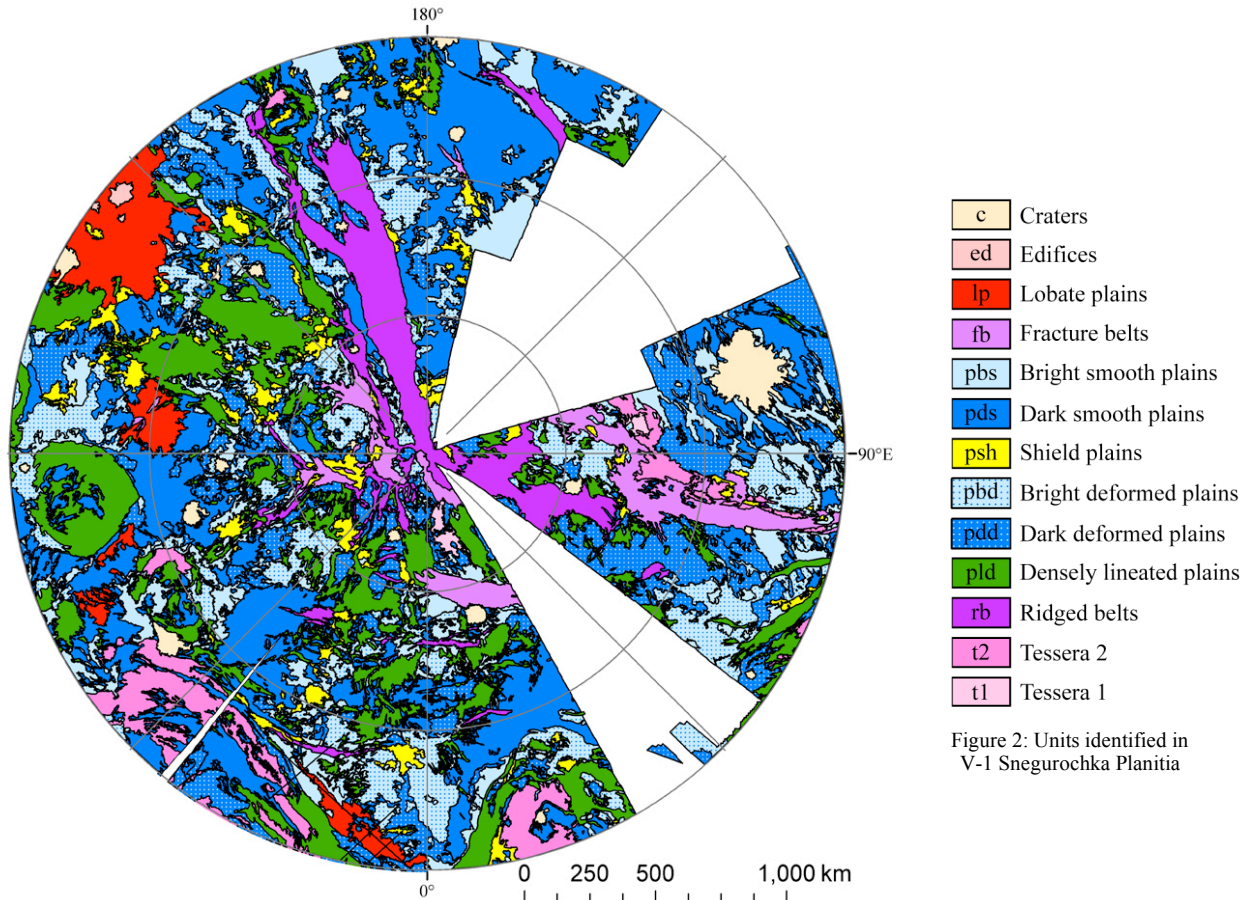 180°
90°E
0°
0 250 500 1,000 km
c Craters
ed Edifices
lp Lobate plains
fb Fracture belts
pbs Bright smooth plains
pds Dark smooth plains
psh Shield plains
pbd Bright deformed plains
pdd Dark deformed plains
pld Densely lineated plains
rb Ridged belts
t2 Tessera 2
t1 Tessera 1
Figure 2: Units identified in
V-1 Snegurochka Planitia